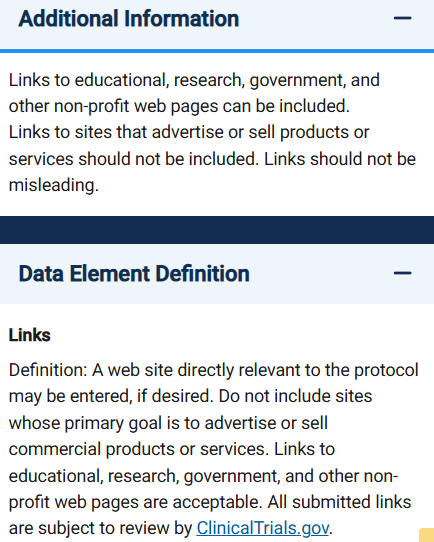 Additional Information
Links to educational, research, government, and
other non-profit web pages can be included.
Links to sites that advertise or sell products or
services should not be included. Links should not be
misleading.
Data Element Definition
Links
Definition: A web site directly relevant to the protocol
may be entered, if desired. Do not include sites
whose primary goal is to advertise or sell
commercial products or services. Links to
educational, research, government, and other non-
profit web pages are acceptable. All submitted links
are subject to review by ClinicalTrials.gov.